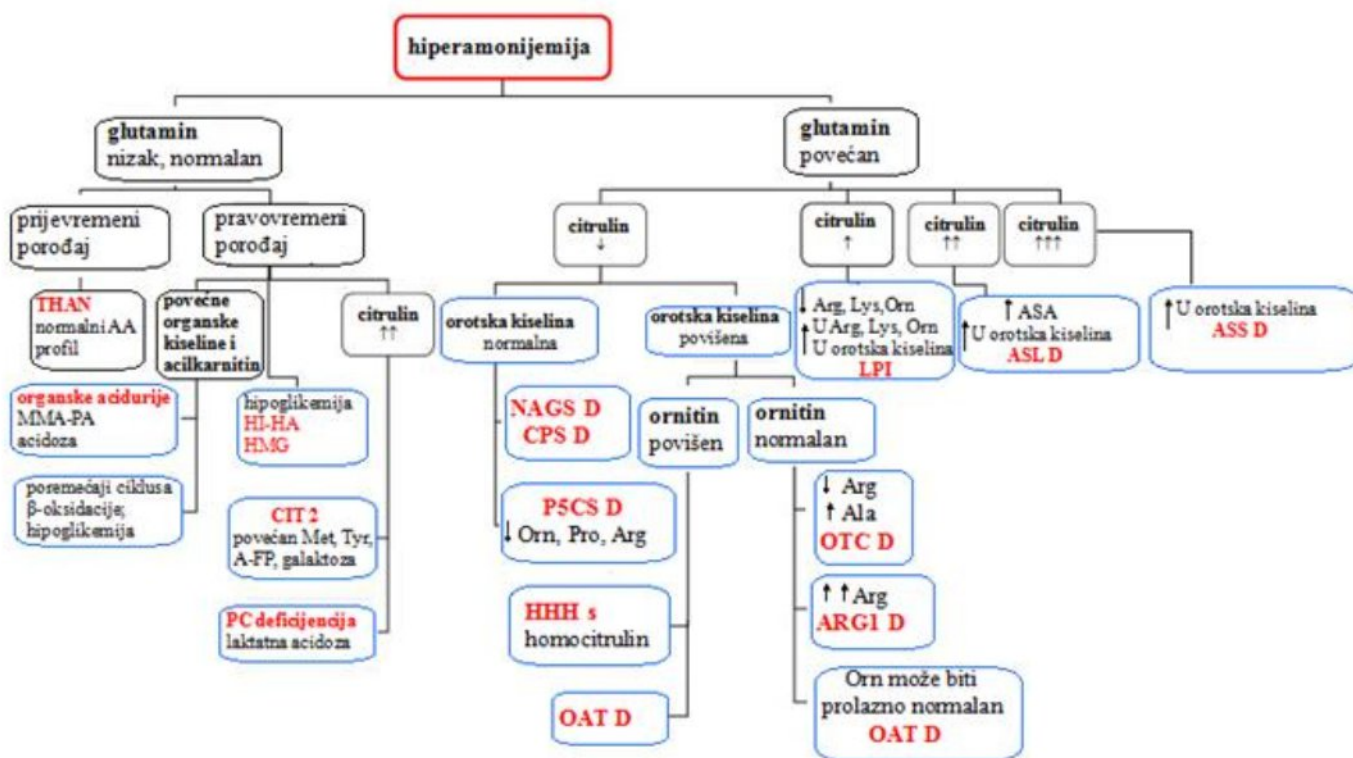 hiperamonijemija
glutamin
nizak, normalan
glutamin
povećan
prijevremeni
porođaj
pravovremeni
porođaj
citrulin
↓
citrulin
↑
citrulin
↑↑
citrulin
↑↑↑
THAN
normalni AA
profil
povećne
organske
kiseline i
acilkarnitin
citrulin
↑↑
orotska kiselina
normalna
orotska kiselina
povišena
↓ Arg, Lys,Orn
↑ U Arg, Lys, Orn
U orotska kiselina
LPI
↑ ASA
↑ U orotska kiselina
ASL D
↑ U orotska kiselina
ASS D
organske acidurije
MMA-PA
acidoza
hipoglikemija
HI-HA
HMG
NAGS D
CPS D
ornitin
povišen
ornitin
normalan
poremećaji ciklusa
β-oksidacije;
hipoglikemija
CIT 2
povećan Met, Tyr,
A-FP, galaktoza
P5CS D
↓ Orn, Pro, Arg
↓ Arg
↑ Ala
OTC D
PC deficijencija
laktatna acidoza
HHH s
homocitrulin
↑ ↑ Arg
ARG1 D
OAT D
Orn može biti
prolazno normalan
OAT D